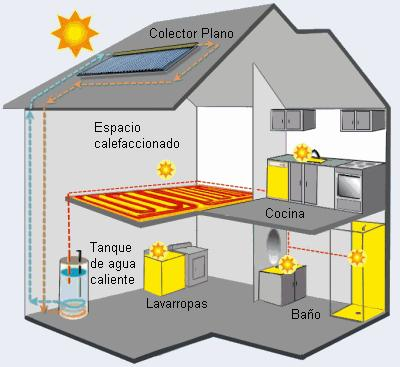 Colector Plano
Espacio
calefaccionado
Cocina
Tanque
de agua
caliente
Lavarropas
Baño